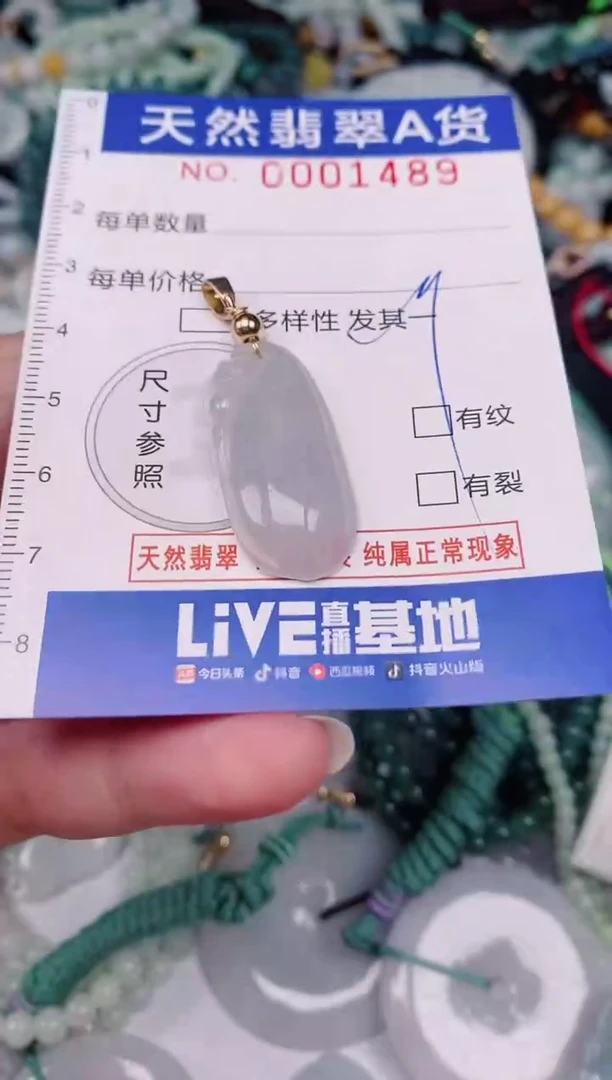 天然翡翠A货
NO. 0001489
每单数量
每单价格
多样性 发其一
尺寸参照
有纹
有裂
天然翡翠 纯属正常现象
LiVE直播基地
今日头条 抖音 西瓜视频 抖音火山版
0
1
2
3
4
5
6
7
8